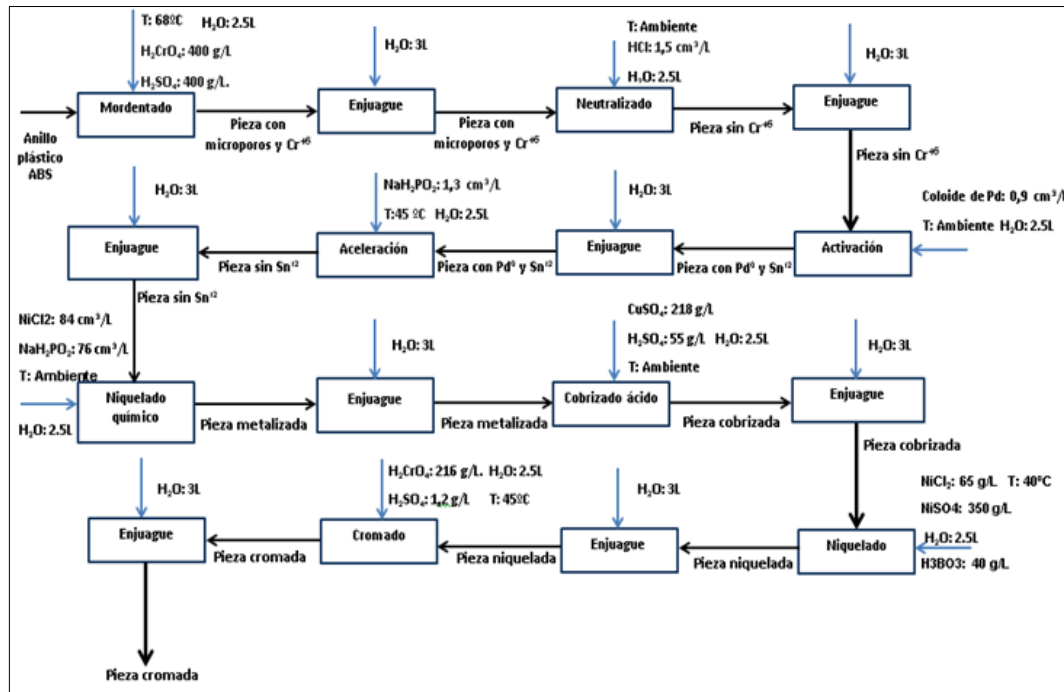 T: 68ºC H₂O: 2.5L
H₂CrO₄: 400 g/L
H₂SO₄: 400 g/L.
Mordentado
Anillo
plástico
ABS
Pieza con
microporos y Cr⁺⁶
H₂O: 3L
Enjuague
Pieza con
microporos y Cr⁺⁶
T: Ambiente
HCl: 1,5 cm³/L
H₂O: 2.5L
Neutralizado
Pieza sin Cr⁺⁶
H₂O: 3L
Enjuague
Pieza sin Cr⁺⁶
Coloide de Pd: 0,9 cm³/L
T: Ambiente H₂O: 2.5L
Activación
Pieza con Pd⁰ y Sn⁺²
H₂O: 3L
Enjuague
Pieza con Pd⁰ y Sn⁺²
NaH₂PO₂: 1,3 cm³/L
T:45 ºC H₂O: 2.5L
Aceleración
Pieza sin Sn⁺²
H₂O: 3L
Enjuague
Pieza sin Sn⁺²
NiCl2: 84 cm³/L
NaH₂PO₂: 76 cm³/L
T: Ambiente
H₂O: 2.5L
Niquelado
químico
Pieza metalizada
H₂O: 3L
Enjuague
Pieza metalizada
CuSO₄: 218 g/L
H₂SO₄: 55 g/L H₂O: 2.5L
T: Ambiente
Cobrizado ácido
Pieza cobrizada
H₂O: 3L
Enjuague
Pieza cobrizada
NiCl₂: 65 g/L T: 40ºC
NiSO4: 350 g/L
H₂O: 2.5L
H3BO3: 40 g/L
Niquelado
Pieza niquelada
H₂O: 3L
Enjuague
Pieza niquelada
H₂CrO₄: 216 g/L. H₂O: 2.5L
H₂SO₄: 1,2 g/L T: 45ºC
Cromado
Pieza cromada
H₂O: 3L
Enjuague
Pieza cromada